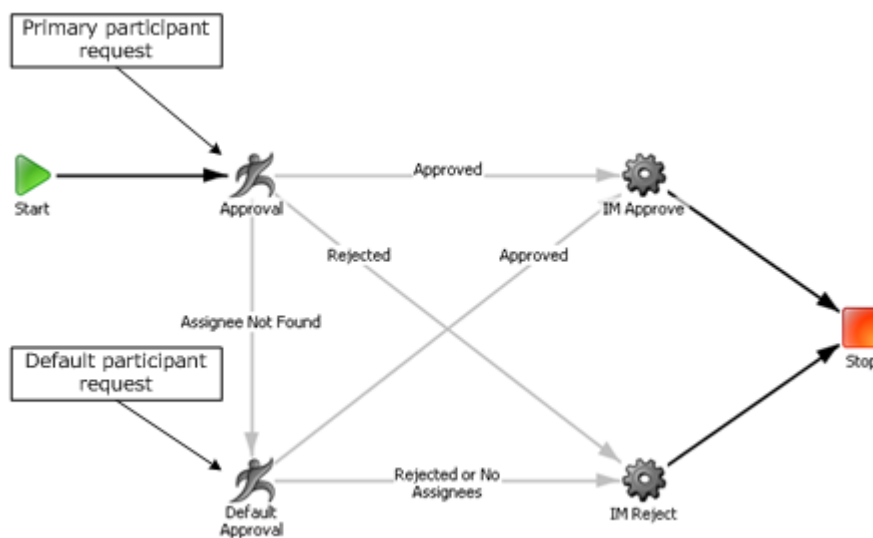 Primary participant
request
Approved
Start
Approval
IM Approve
Rejected
Approved
Assignee Not Found
Default participant
request
Stop
Rejected or No
Assignees
Default
Approval
IM Reject